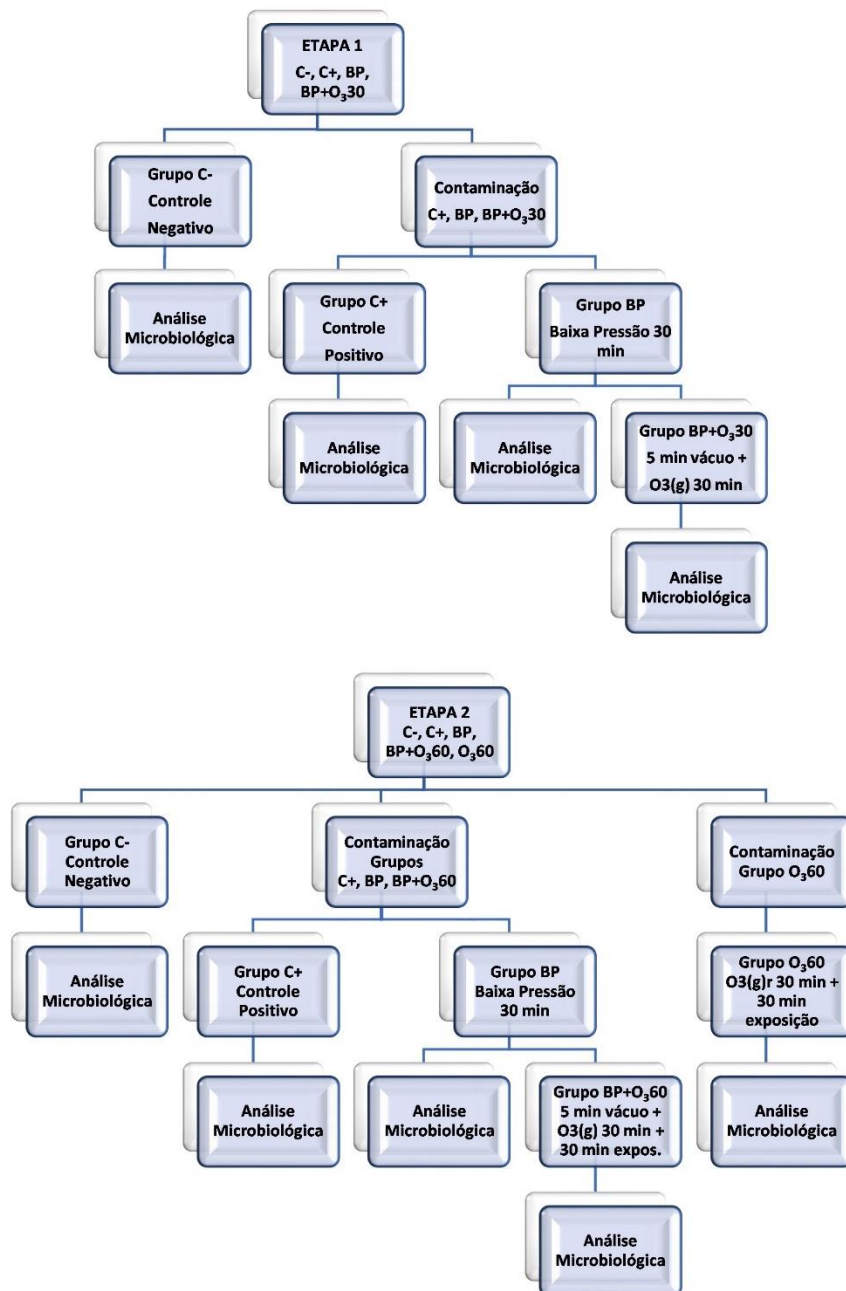 ETAPA 1
C-, C+, BP,
BP+O₃30
Grupo C-
Controle
Negativo
Contaminação
C+, BP, BP+O₃30
Análise
Microbiológica
Grupo C+
Controle
Positivo
Grupo BP
Baixa Pressão 30
min
Análise
Microbiológica
Análise
Microbiológica
Grupo BP+O₃30
5 min vácuo +
O3(g) 30 min
Análise
Microbiológica
ETAPA 2
C-, C+, BP,
BP+O₃60, O₃60
Grupo C-
Controle
Negativo
Contaminação
Grupos
C+, BP, BP+O₃60
Contaminação
Grupo O₃60
Análise
Microbiológica
Grupo C+
Controle
Positivo
Grupo BP
Baixa Pressão
30 min
Grupo O₃60
O3(g)r 30 min +
30 min
exposição
Análise
Microbiológica
Análise
Microbiológica
Grupo BP+O₃60
5 min vácuo +
O3(g) 30 min +
30 min expos.
Análise
Microbiológica
Análise
Microbiológica